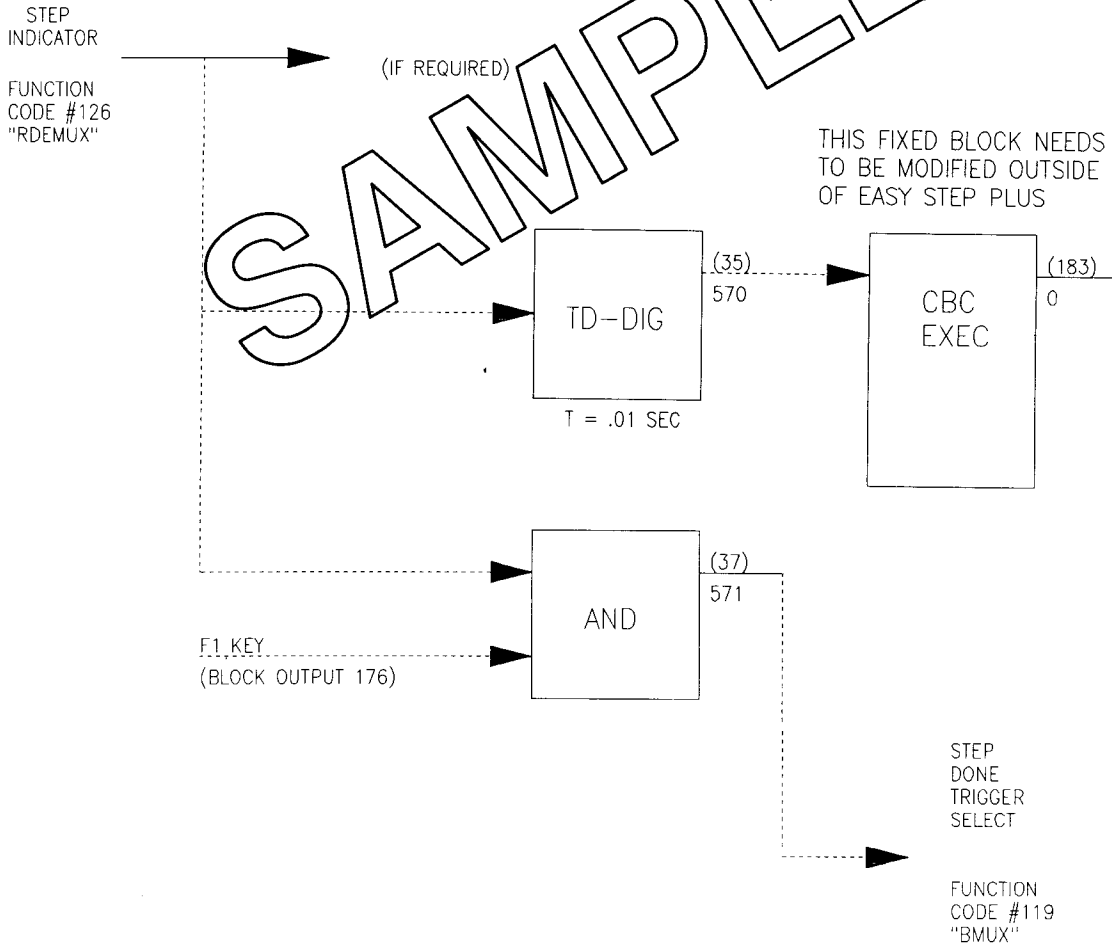 STEP
INDICATOR
FUNCTION
CODE #126
"RDEMUX"
(IF REQUIRED)
SAMPLE
THIS FIXED BLOCK NEEDS
TO BE MODIFIED OUTSIDE
OF EASY STEP PLUS
TD-DIG
(35)
570
T = .01 SEC
CBC
EXEC
(183)
0
AND
(37)
571
F1 KEY
(BLOCK OUTPUT 176)
STEP
DONE
TRIGGER
SELECT
FUNCTION
CODE #119
"BMUX"